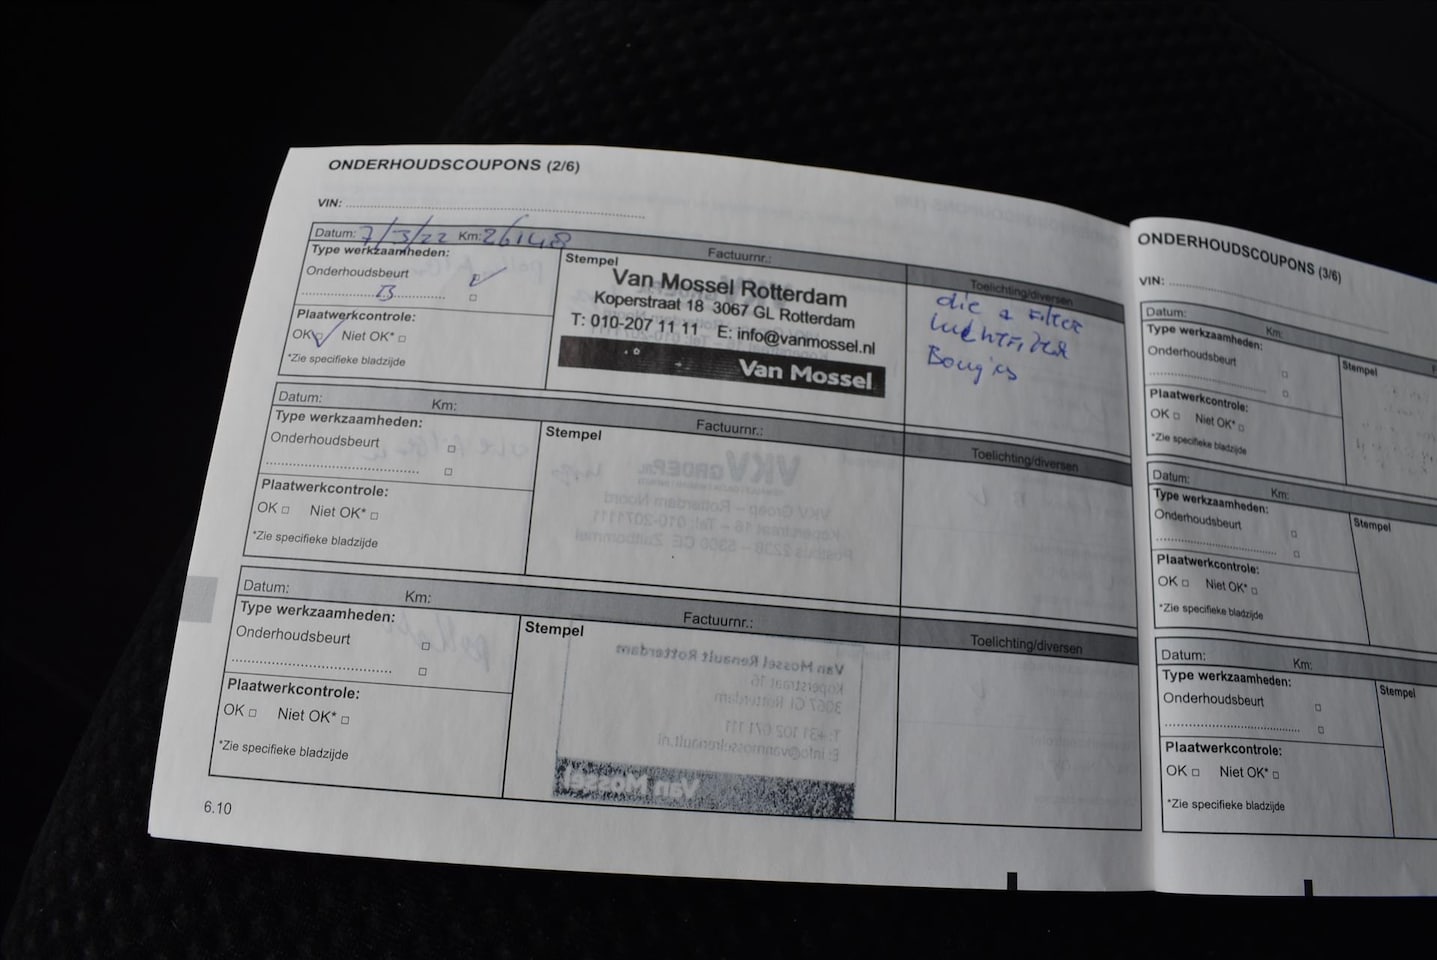 ONDERHOUDSCOUPONS (2/6)
VIN:
Datum: 7/3/22 Km: 26148 Factuurnr.:
Type werkzaamheden:
Onderhoudsbeurt
B
Plaatwerkcontrole:
OK Niet OK*
*Zie specifieke bladzijde
Stempel
Van Mossel Rotterdam
Koperstraat 18 3067 GL Rotterdam
T: 010-207 11 11 E: info@vanmossel.nl
Van Mossel
Toelichting/diversen
olie + Filter
luchtfilter
Bougies
Datum: Km: Factuurnr.:
Type werkzaamheden:
Onderhoudsbeurt
Plaatwerkcontrole:
OK Niet OK*
*Zie specifieke bladzijde
Stempel
Toelichting/diversen
Datum: Km: Factuurnr.:
Type werkzaamheden:
Onderhoudsbeurt
Plaatwerkcontrole:
OK Niet OK*
*Zie specifieke bladzijde
Stempel
Toelichting/diversen
6.10
ONDERHOUDSCOUPONS (3/6)
VIN:
Datum: Km:
Type werkzaamheden:
Onderhoudsbeurt
Plaatwerkcontrole:
OK Niet OK*
*Zie specifieke bladzijde
Stempel
Datum: Km:
Type werkzaamheden:
Onderhoudsbeurt
Plaatwerkcontrole:
OK Niet OK*
*Zie specifieke bladzijde
Stempel
Datum: Km:
Type werkzaamheden:
Onderhoudsbeurt
Plaatwerkcontrole:
OK Niet OK*
*Zie specifieke bladzijde
Stempel